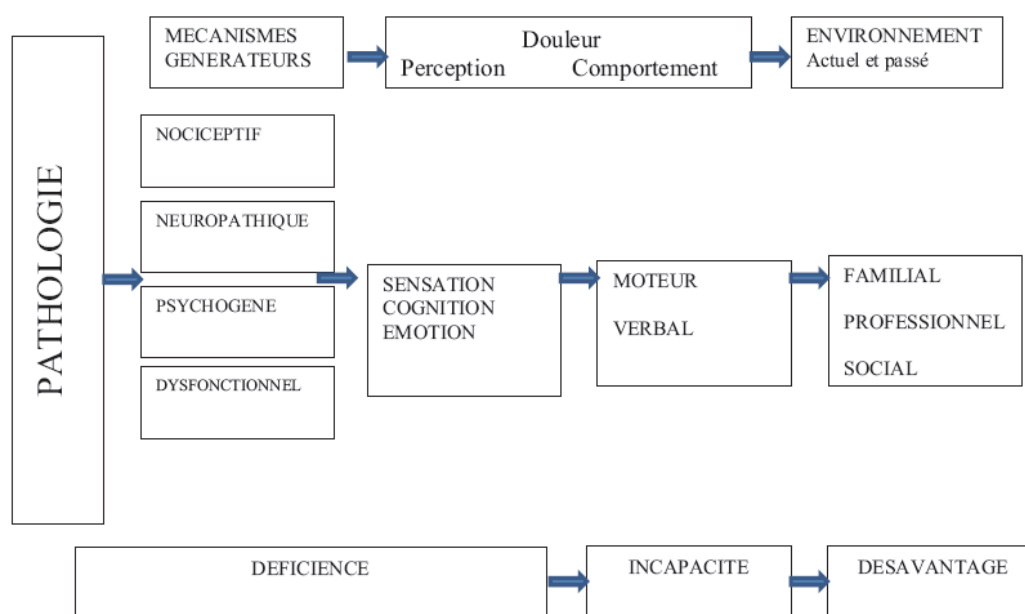 PATHOLOGIE
MECANISMES
GENERATEURS
Douleur
Perception Comportement
ENVIRONNEMENT
Actuel et passé
NOCICEPTIF
NEUROPATHIQUE
PSYCHOGENE
DYSFONCTIONNEL
SENSATION
COGNITION
EMOTION
MOTEUR
VERBAL
FAMILIAL
PROFESSIONNEL
SOCIAL
DEFICIENCE
INCAPACITE
DESAVANTAGE